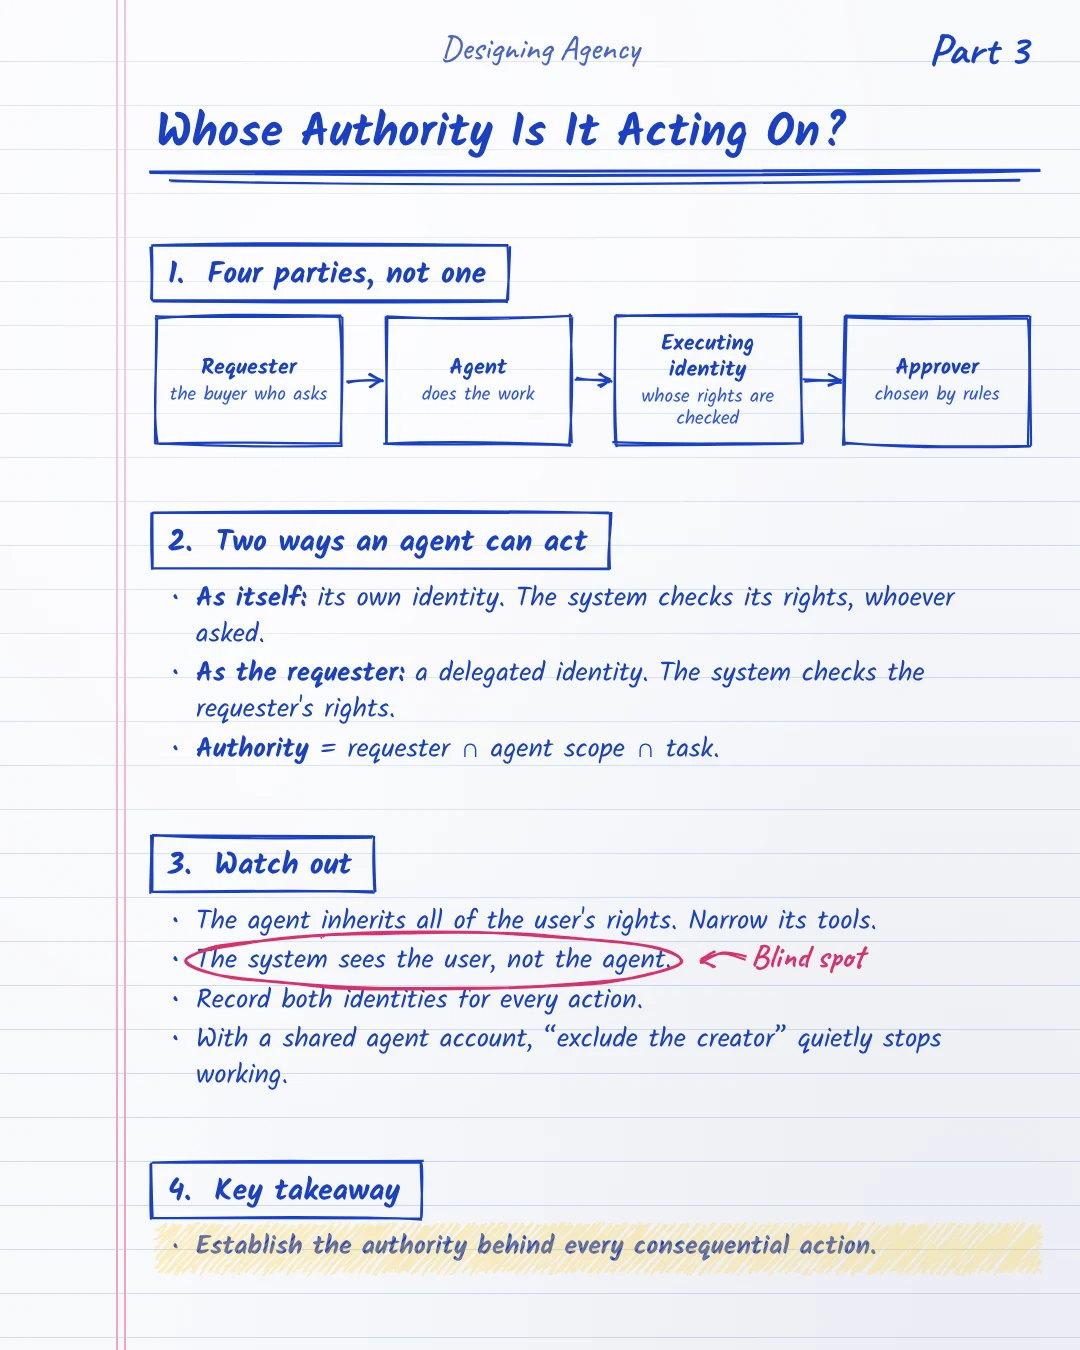 Designing Agency
Part 3
Whose Authority Is It Acting On?
1. Four parties, not one
Requester
the buyer who asks
Agent
does the work
Executing
identity
whose rights are
checked
Approver
chosen by rules
2. Two ways an agent can act
· As itself: its own identity. The system checks its rights, whoever
asked.
· As the requester: a delegated identity. The system checks the
requester's rights.
· Authority = requester ∩ agent scope ∩ task.
3. Watch out
· The agent inherits all of the user's rights. Narrow its tools.
· The system sees the user, not the agent.
Blind spot
· Record both identities for every action.
· With a shared agent account, “exclude the creator” quietly stops
working.
4. Key takeaway
· Establish the authority behind every consequential action.